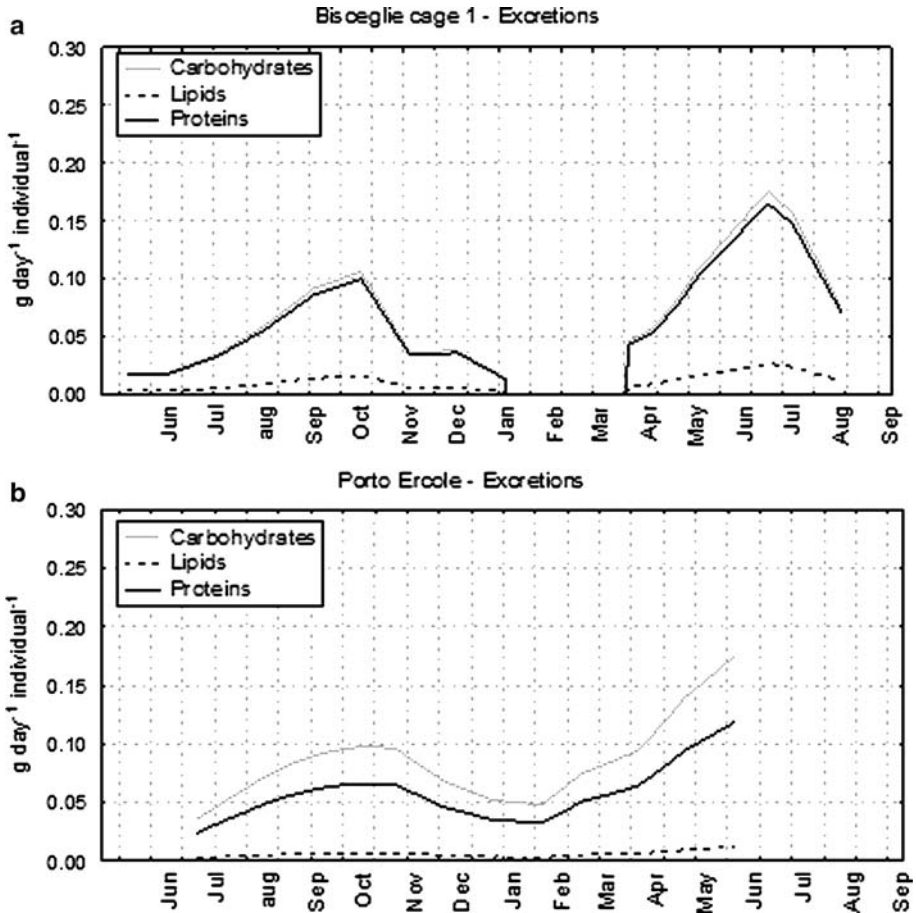 a
Bisceglie cage 1 - Excretions
g day-1 individual-1
0.30
0.25
0.20
0.15
0.10
0.05
0.00
Carbohydrates
Lipids
Proteins
Jun
Jul
aug
Sep
Oct
Nov
Dec
Jan
Feb
Mar
Apr
May
Jun
Jul
Aug
Sep
b
Porto Ercole - Excretions
g day-1 individual-1
0.30
0.25
0.20
0.15
0.10
0.05
0.00
Carbohydrates
Lipids
Proteins
Jun
Jul
aug
Sep
Oct
Nov
Dec
Jan
Feb
Mar
Apr
May
Jun
Jul
Aug
Sep